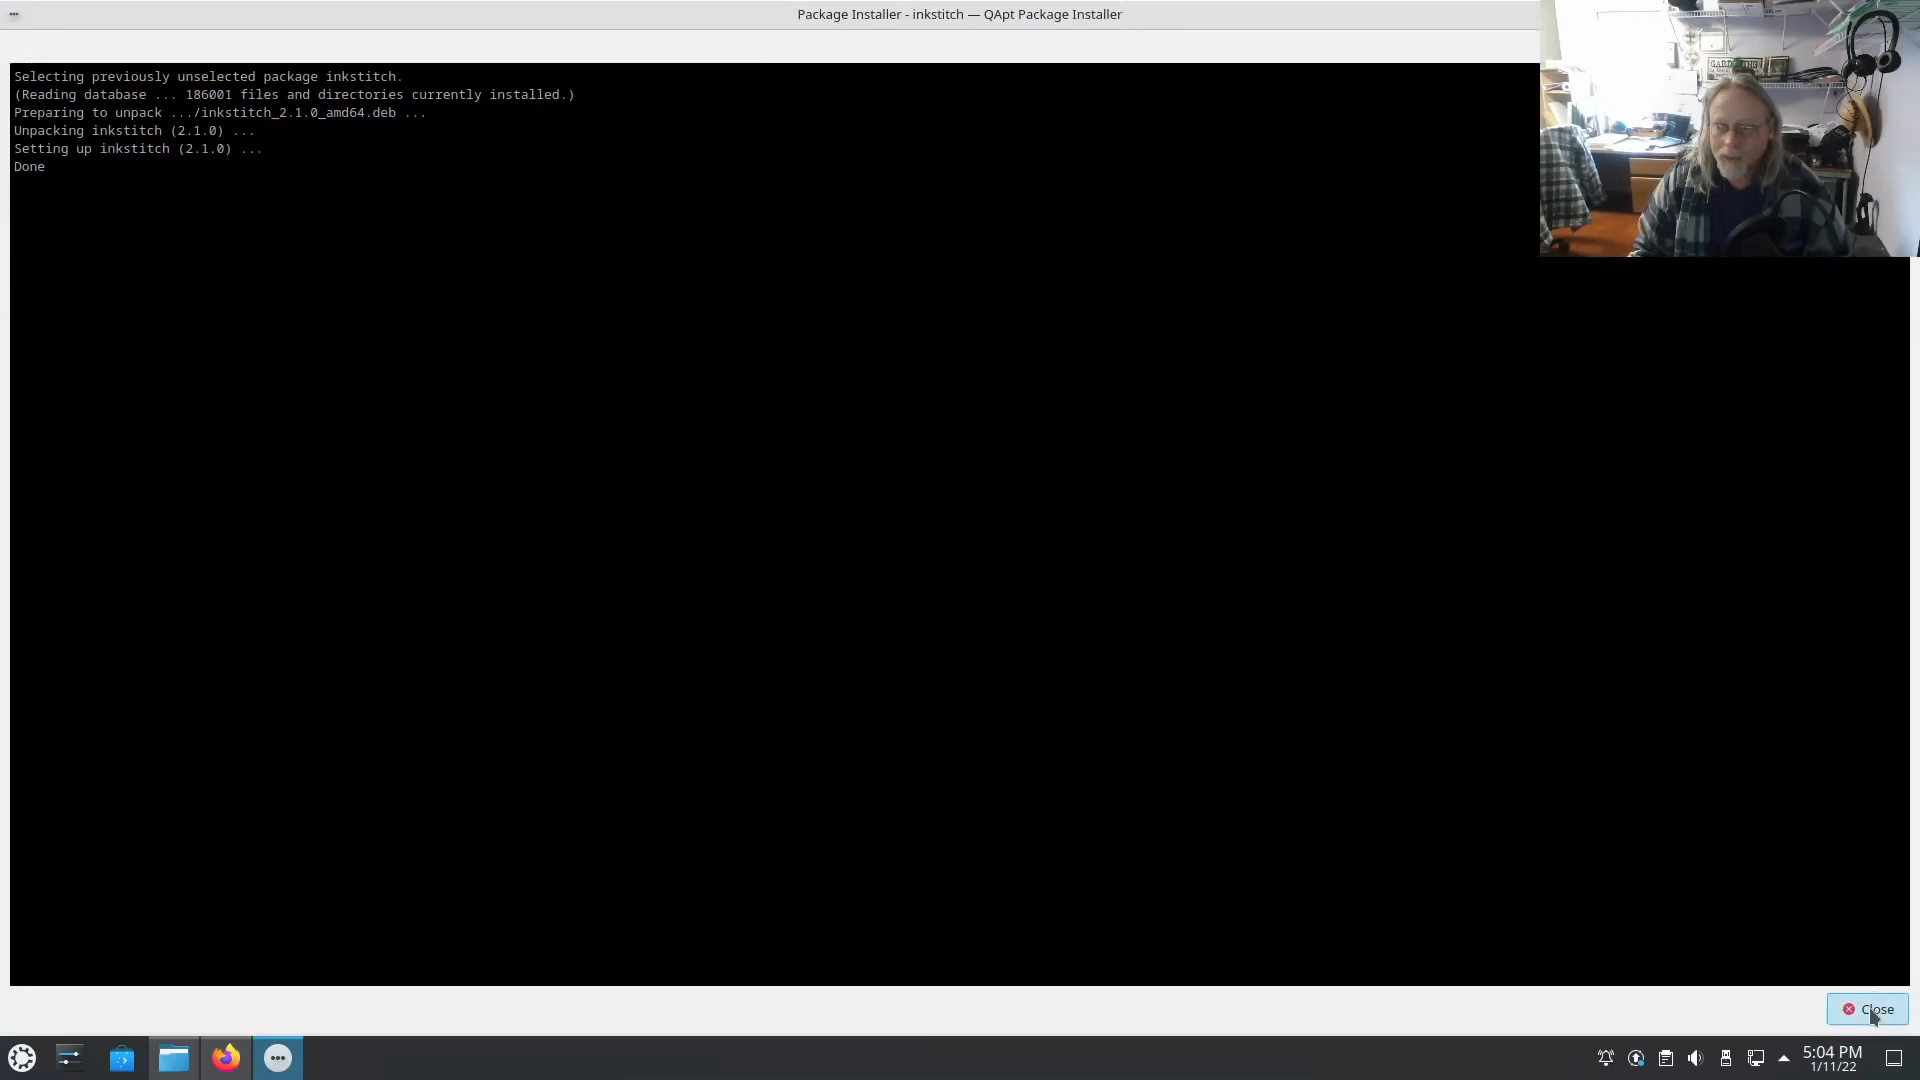 Package Installer - inkstitch — QApt Package Installer
Selecting previously unselected package inkstitch.
(Reading database ... 186001 files and directories currently installed.)
Preparing to unpack .../inkstitch_2.1.0_amd64.deb ...
Unpacking inkstitch (2.1.0) ...
Setting up inkstitch (2.1.0) ...
Done
Close
5:04 PM
1/11/22